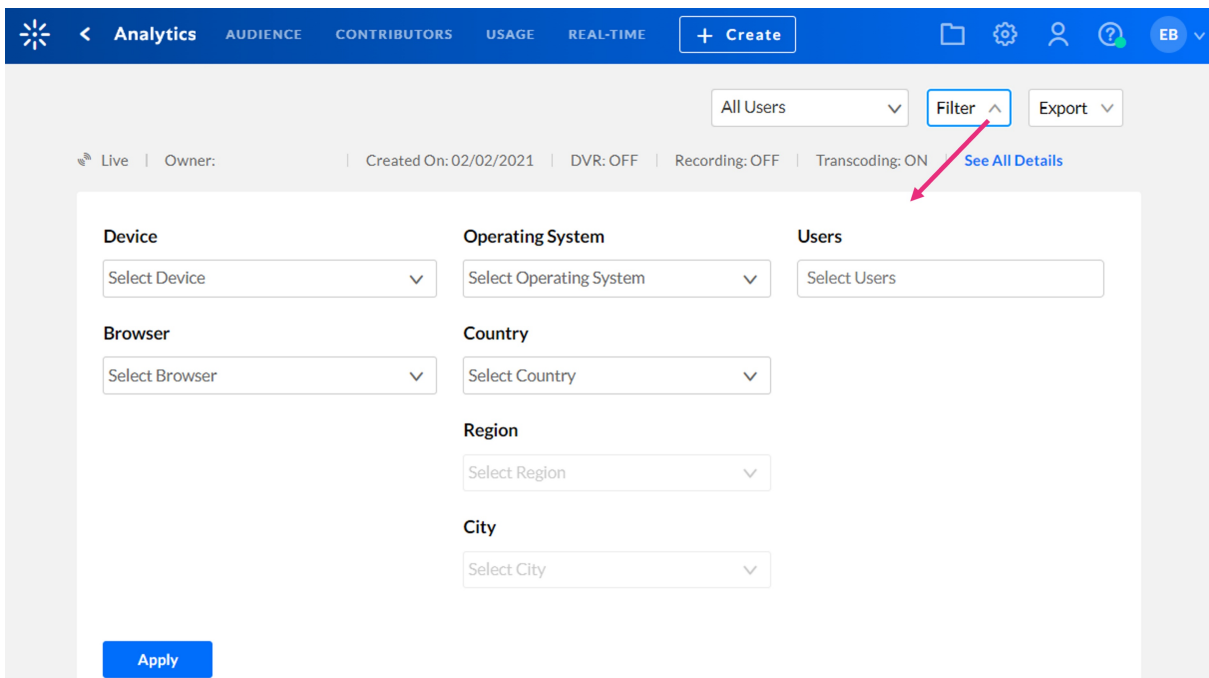 Analytics AUDIENCE CONTRIBUTORS USAGE REAL-TIME + Create EB
All Users Filter Export
Live | Owner: | Created On: 02/02/2021 | DVR: OFF | Recording: OFF | Transcoding: ON | See All Details
Device Operating System Users
Select Device Select Operating System Select Users
Browser Country
Select Browser Select Country
Region
Select Region
City
Select City
Apply